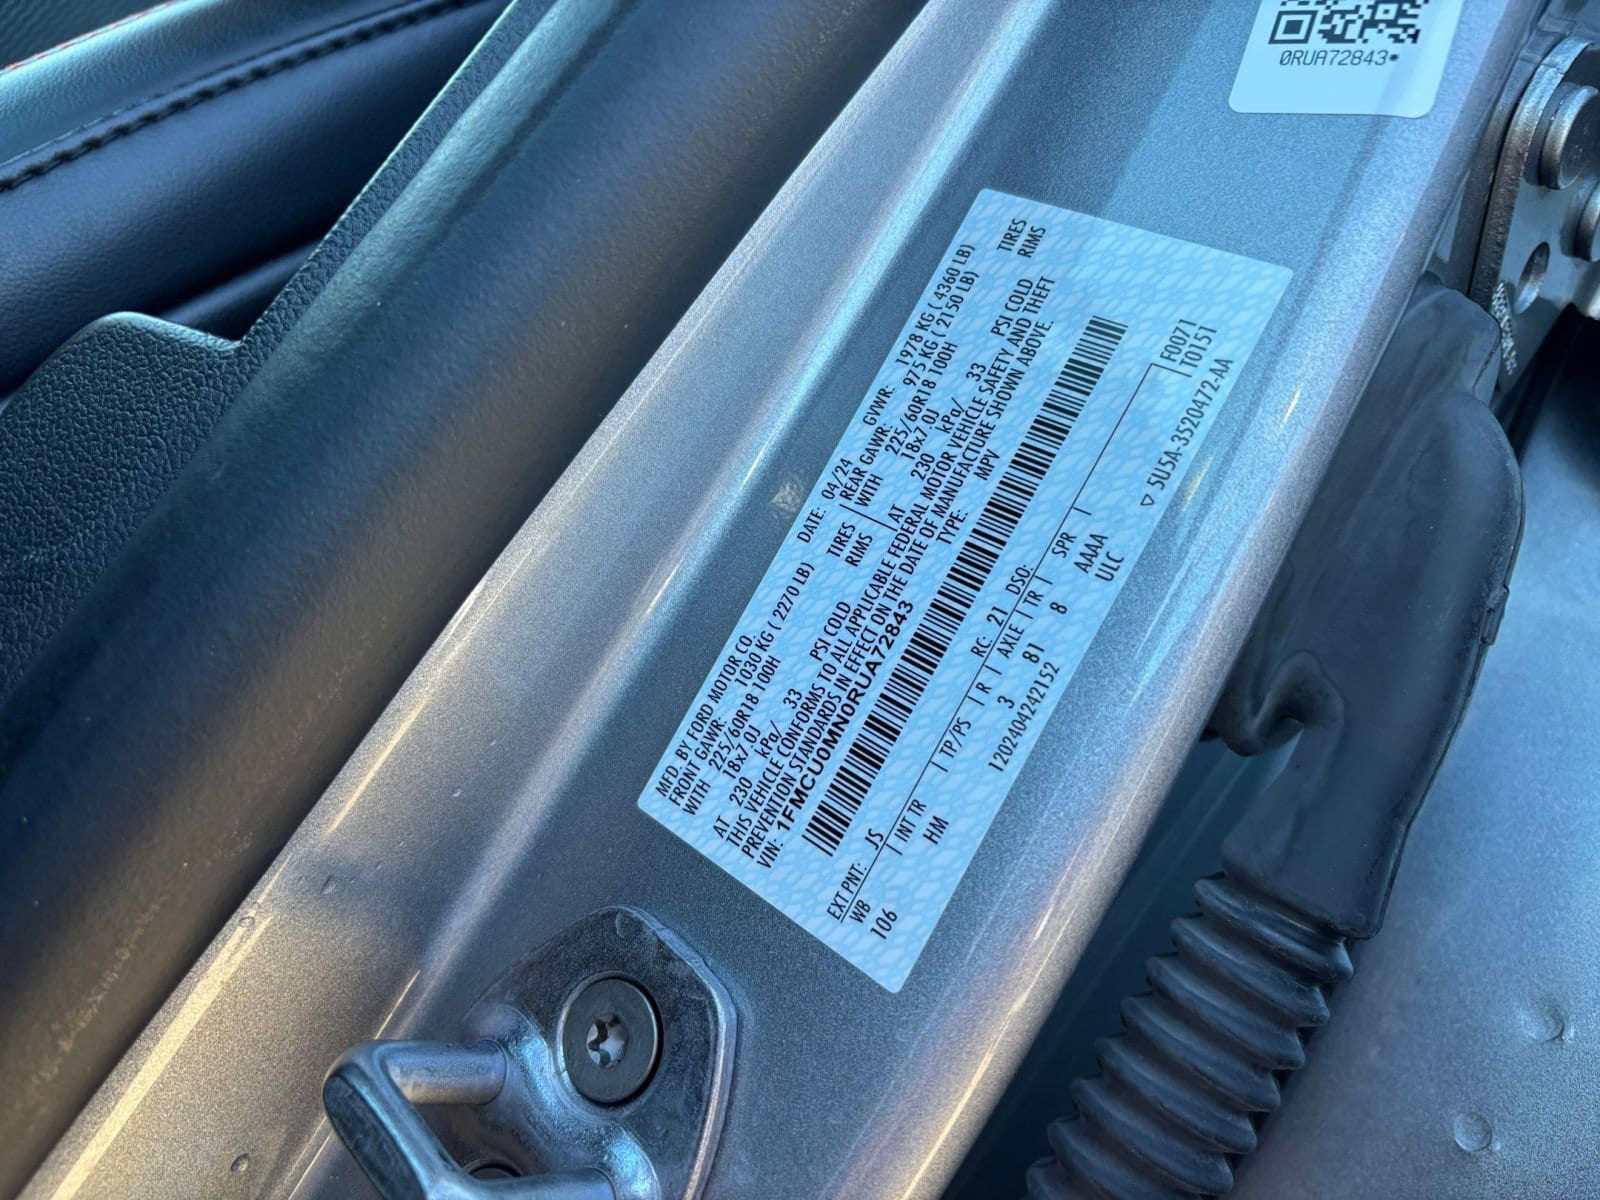 0RUA72843*
MFD. BY FORD MOTOR CO. DATE: 04/24 GVWR: 1978 KG ( 4360 LB)
FRONT GAWR: 1030 KG ( 2270 LB) REAR GAWR: 975 KG ( 2150 LB)
WITH 225/60R18 100H TIRES WITH 225/60R18 100H TIRES
18x7.0J RIMS 18x7.0J RIMS
AT 230 kPa/ 33 PSI COLD AT 230 kPa/ 33 PSI COLD
THIS VEHICLE CONFORMS TO ALL APPLICABLE FEDERAL MOTOR VEHICLE SAFETY AND THEFT
PREVENTION STANDARDS IN EFFECT ON THE DATE OF MANUFACTURE SHOWN ABOVE.
VIN: 1FMCU0MN0RUA72843 TYPE: MPV
EXT PNT: JS RC: 21 DSO: F0071
WB INT TR TP/PS R AXLE TR SPR T0151
106 HM 3 81 8 AAAA
1202404242152 ULC
▽ 5U5A-3520472-AA